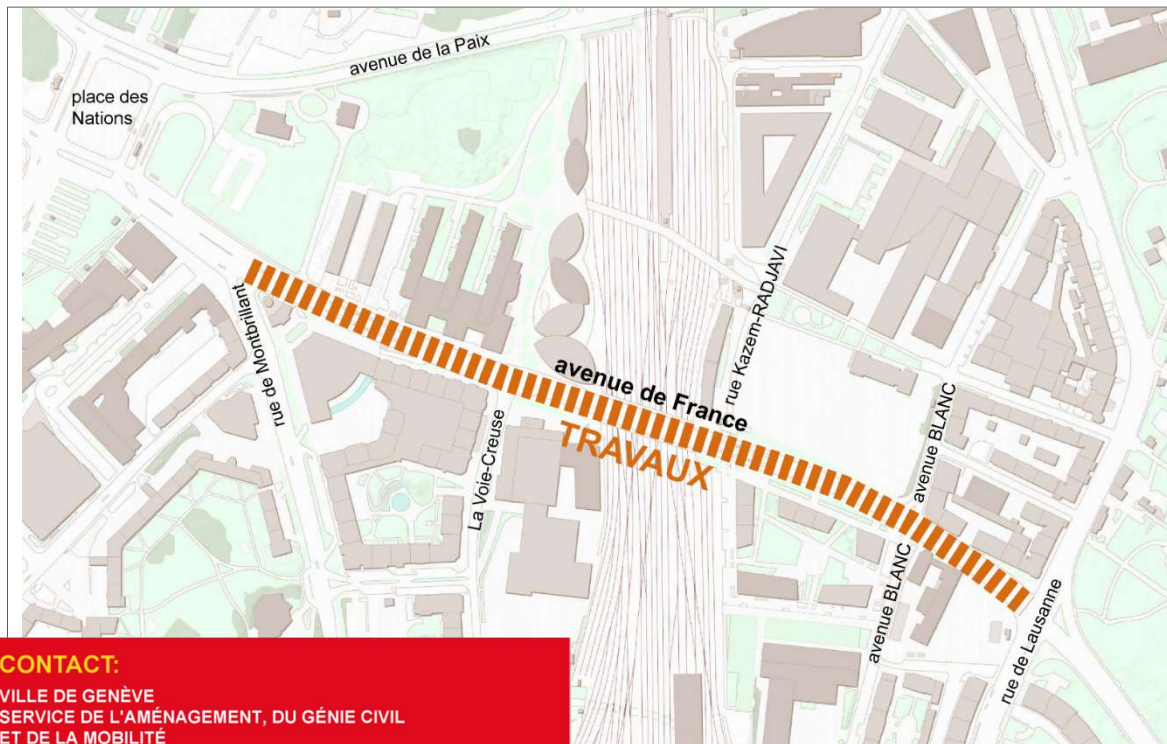 avenue de la Paix
place des
Nations
rue de Montbrillant
La Voie-Creuse
avenue de France
TRAVAUX
rue Kazem-RADJAVI
avenue BLANC
avenue BLANC
rue de Lausanne
CONTACT:
VILLE DE GENÈVE
SERVICE DE L'AMÉNAGEMENT, DU GÉNIE CIVIL
ET DE LA MOBILITÉ